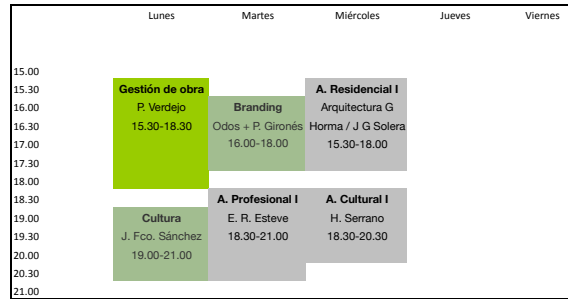 Lunes Martes Miércoles Jueves Viernes
15.00
15.30 Gestión de obra A. Residencial I
16.00 P. Verdejo Branding Arquitectura G
16.30 15.30-18.30 Odos + P. Gironés Horma / J G Solera
17.00 16.00-18.00 15.30-18.00
17.30
18.00
18.30 A. Profesional I A. Cultural I
19.00 Cultura E. R. Esteve H. Serrano
19.30 J. Fco. Sánchez 18.30-21.00 18.30-20.30
20.00 19.00-21.00
20.30
21.00